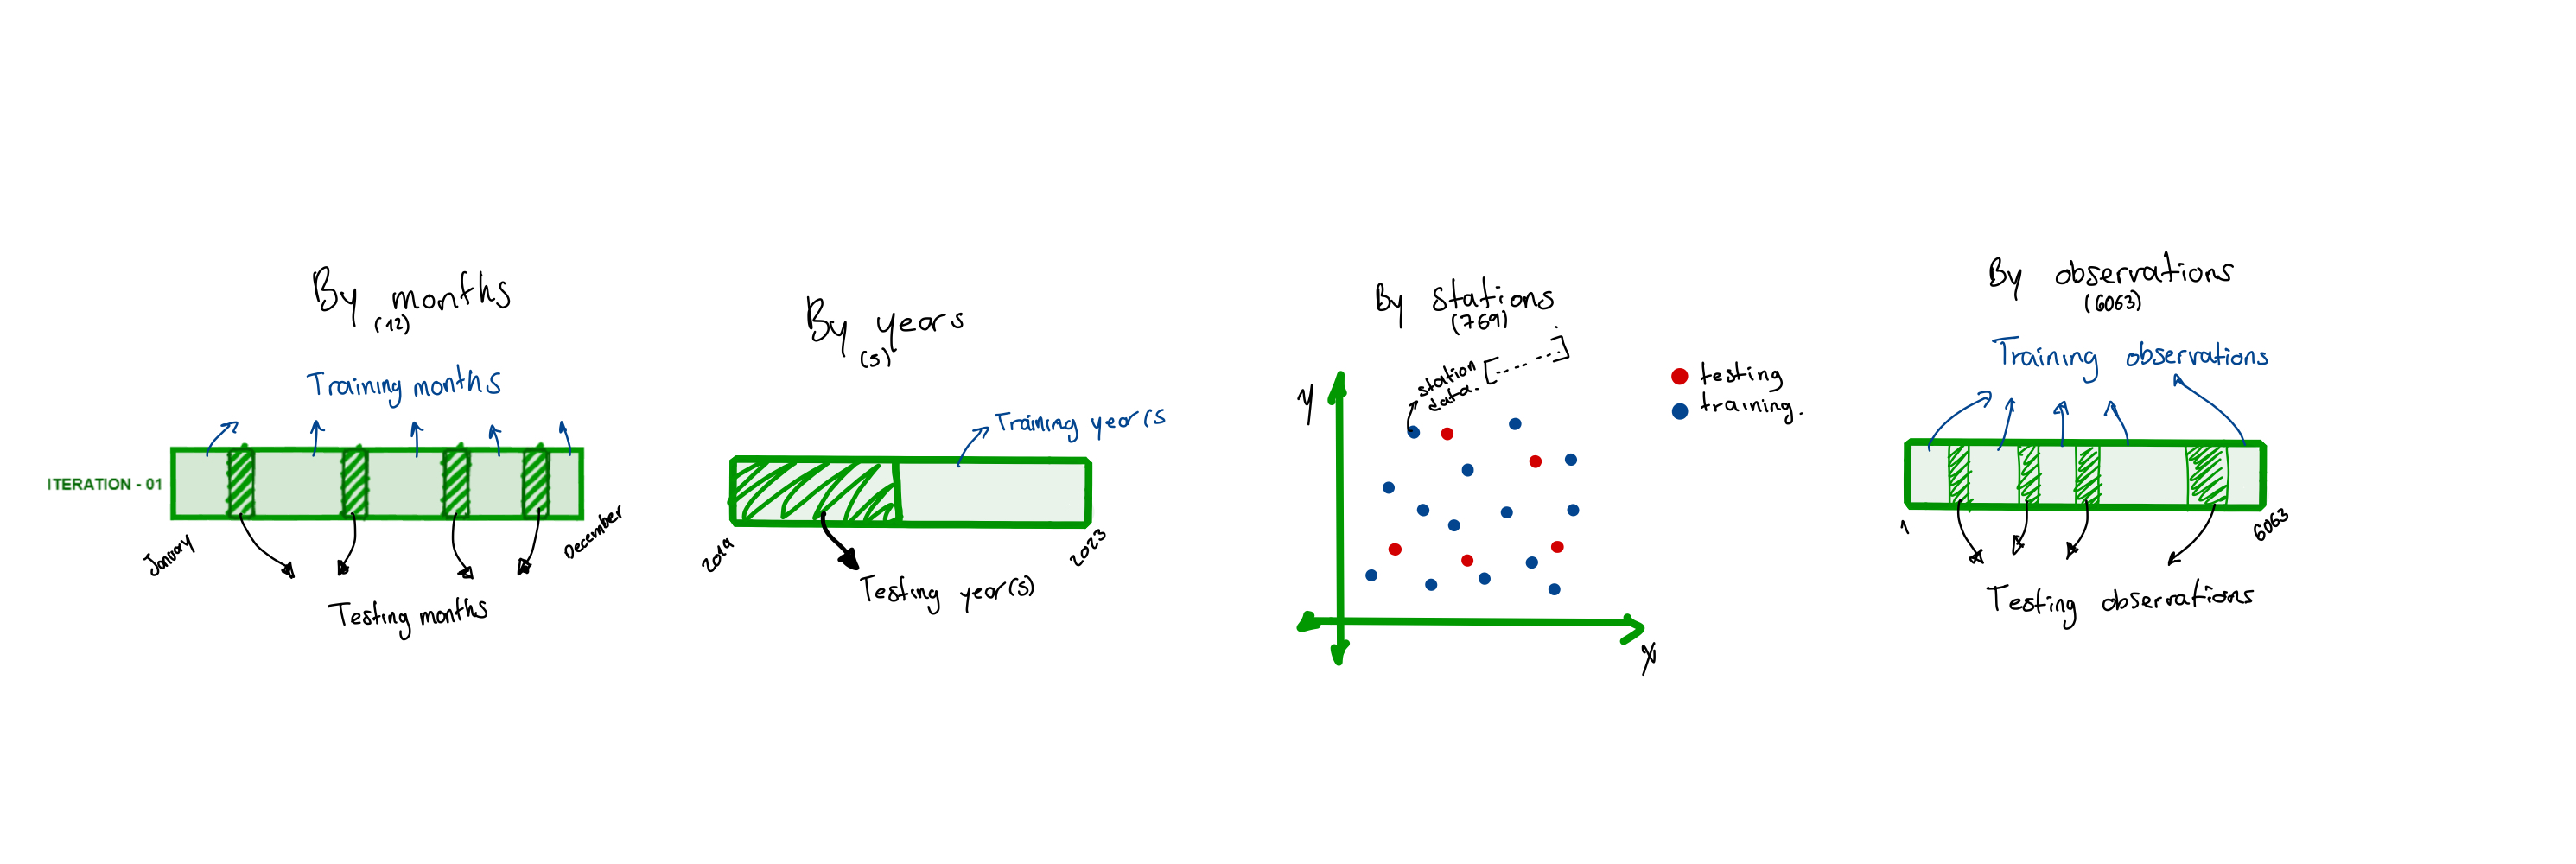 By months
(12)
Training months
ITERATION - 01
January
December
Testing months
By years
(5)
Training year(s
2019
2023
Testing year(s)
By stations
(769)
station
data.
y
x
testing
training.
By observations
(6063)
Training observations
1
6063
Testing observations